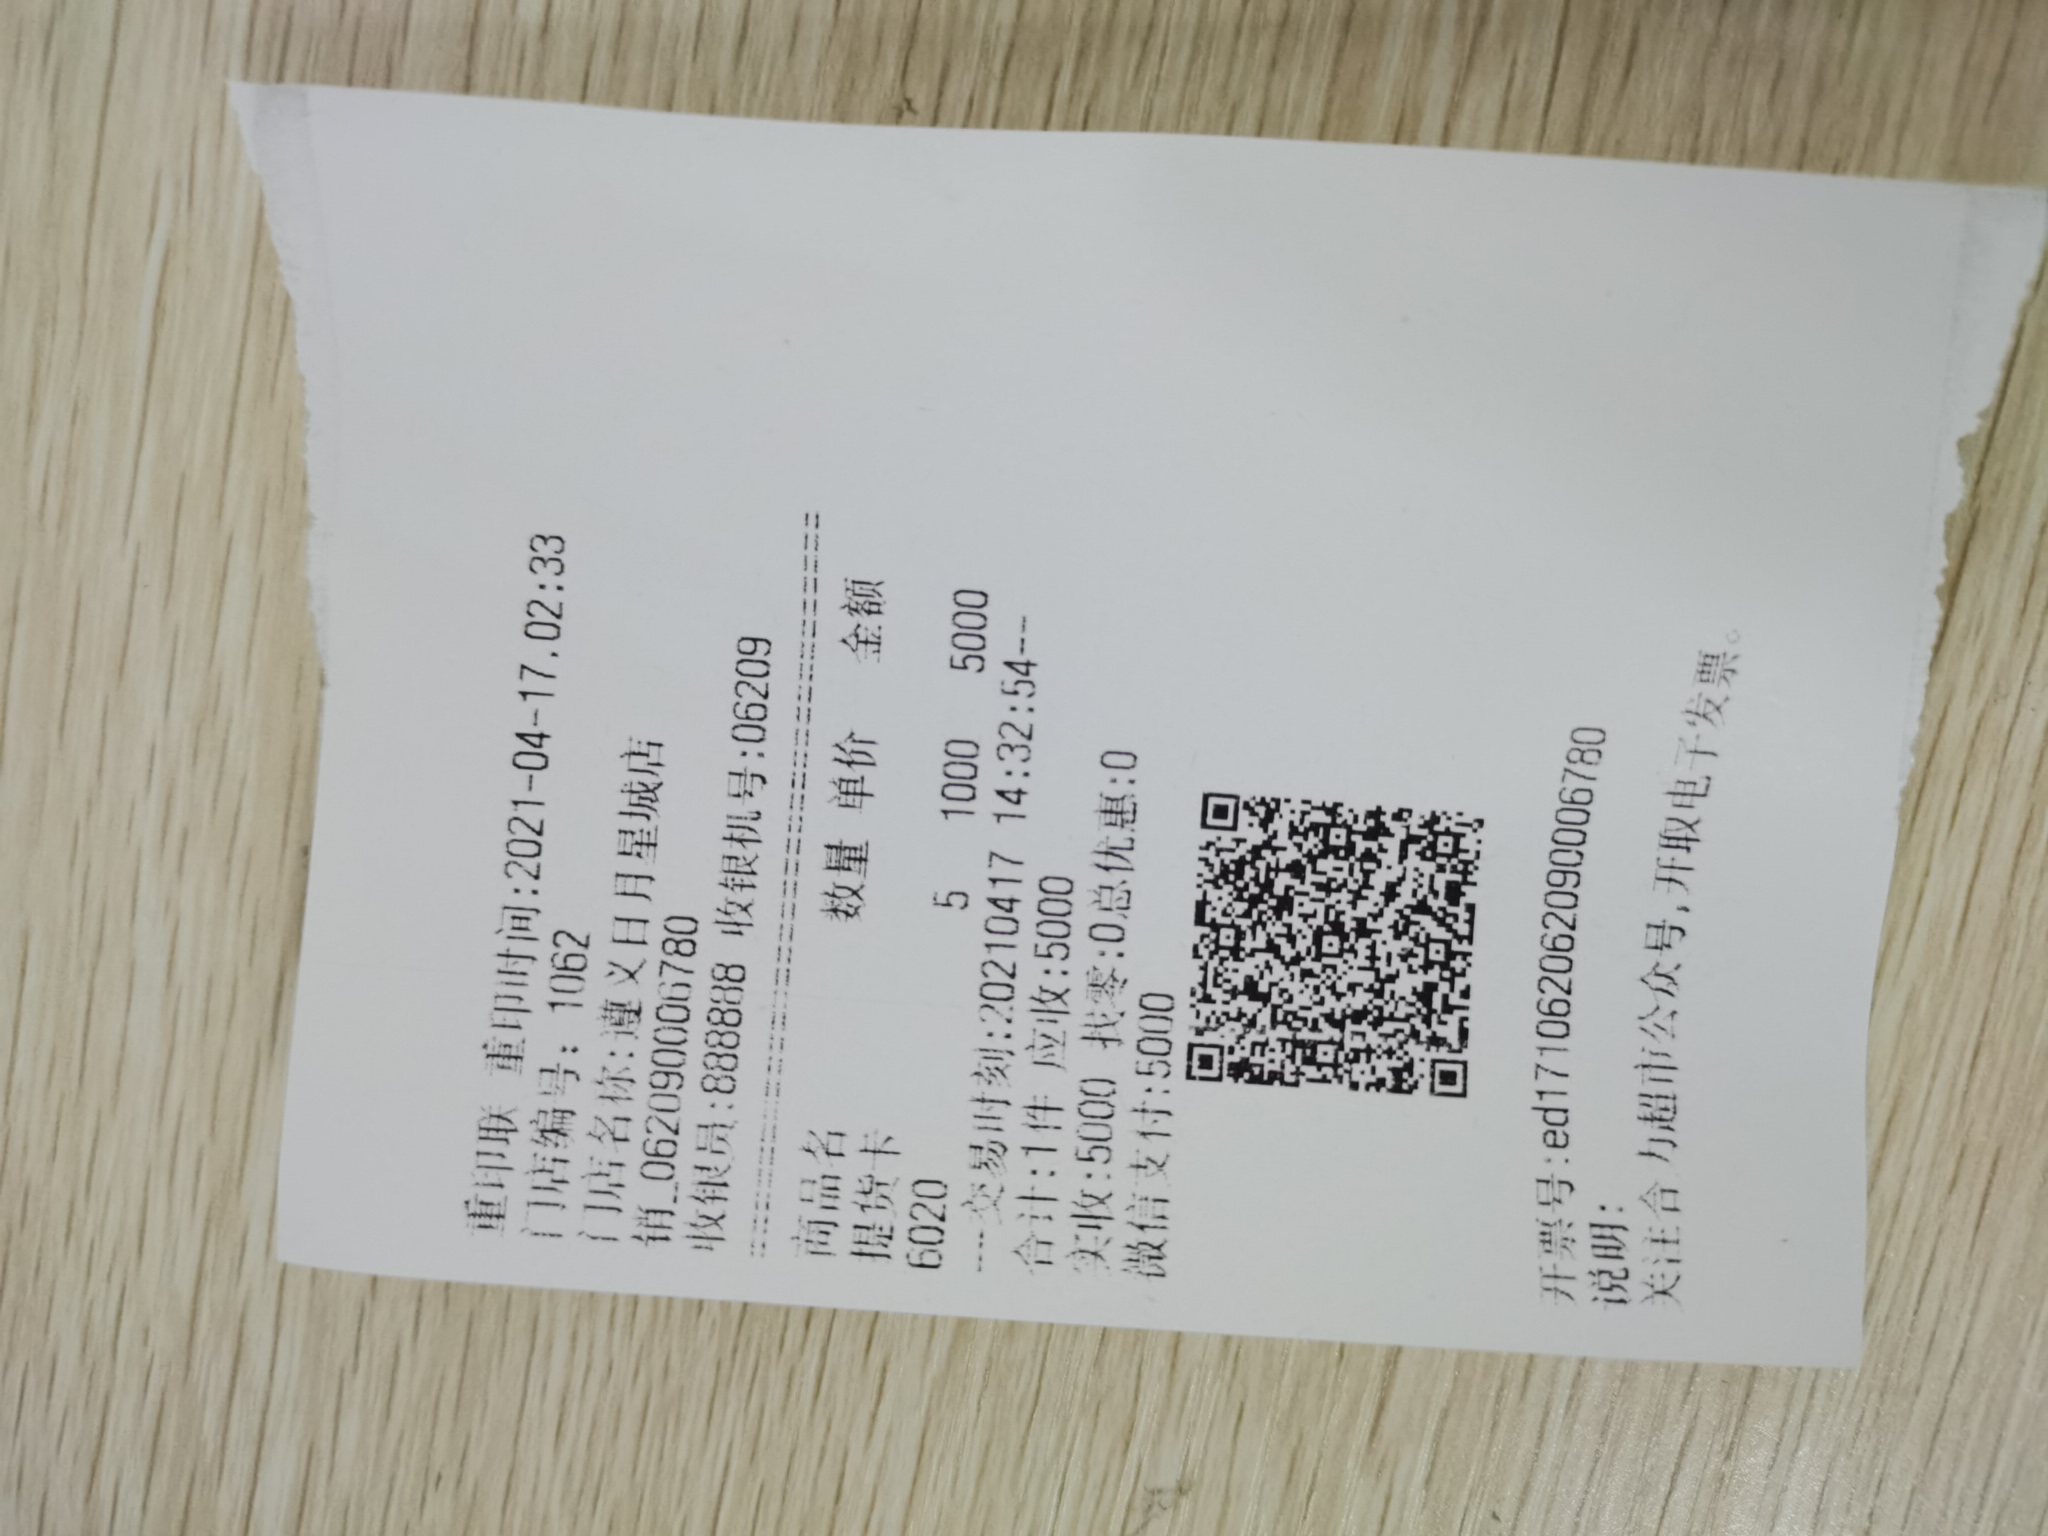 重印联 重印时间:2021-04-17.02:33
门店编号: 1062
门店名称:遵义日月星城店
销_062090006780
收银员:888888 收银机号:06209
商品名 数量 单价 金额
提货卡
6020 5 1000 5000
---交易时刻:20210417 14:32:54---
合计:1件 应收:5000
实收:5000 找零:0总优惠:0
微信支付:5000
开票号:ed171062062090006780
说明:
关注合力超市公众号,开取电子发票。